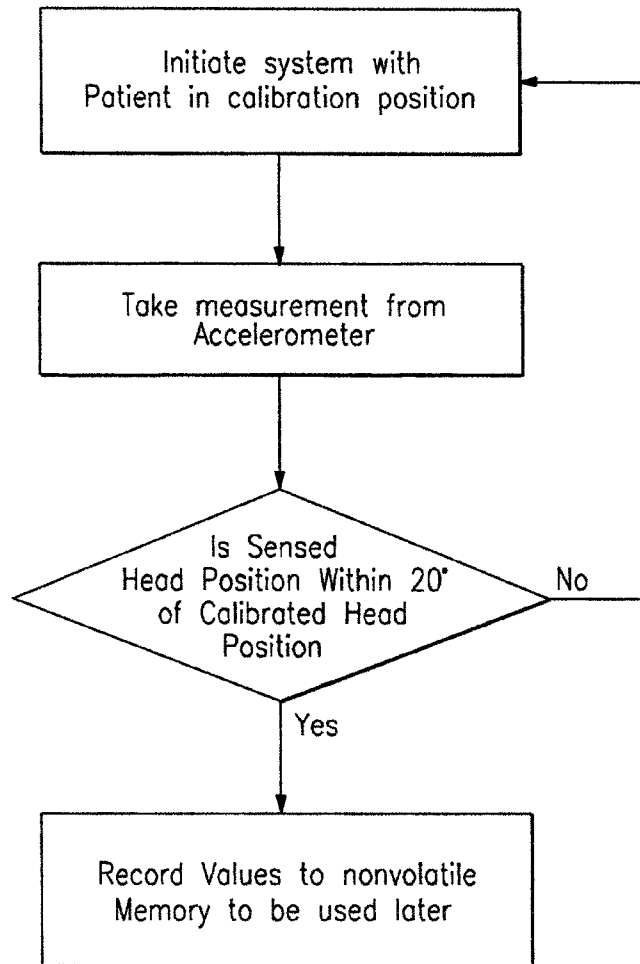 Initiate system with
Patient in calibration position
Take measurement from
Accelerometer
Is Sensed
Head Position Within 20°
of Calibrated Head
Position
No
Yes
Record Values to nonvolatile
Memory to be used later